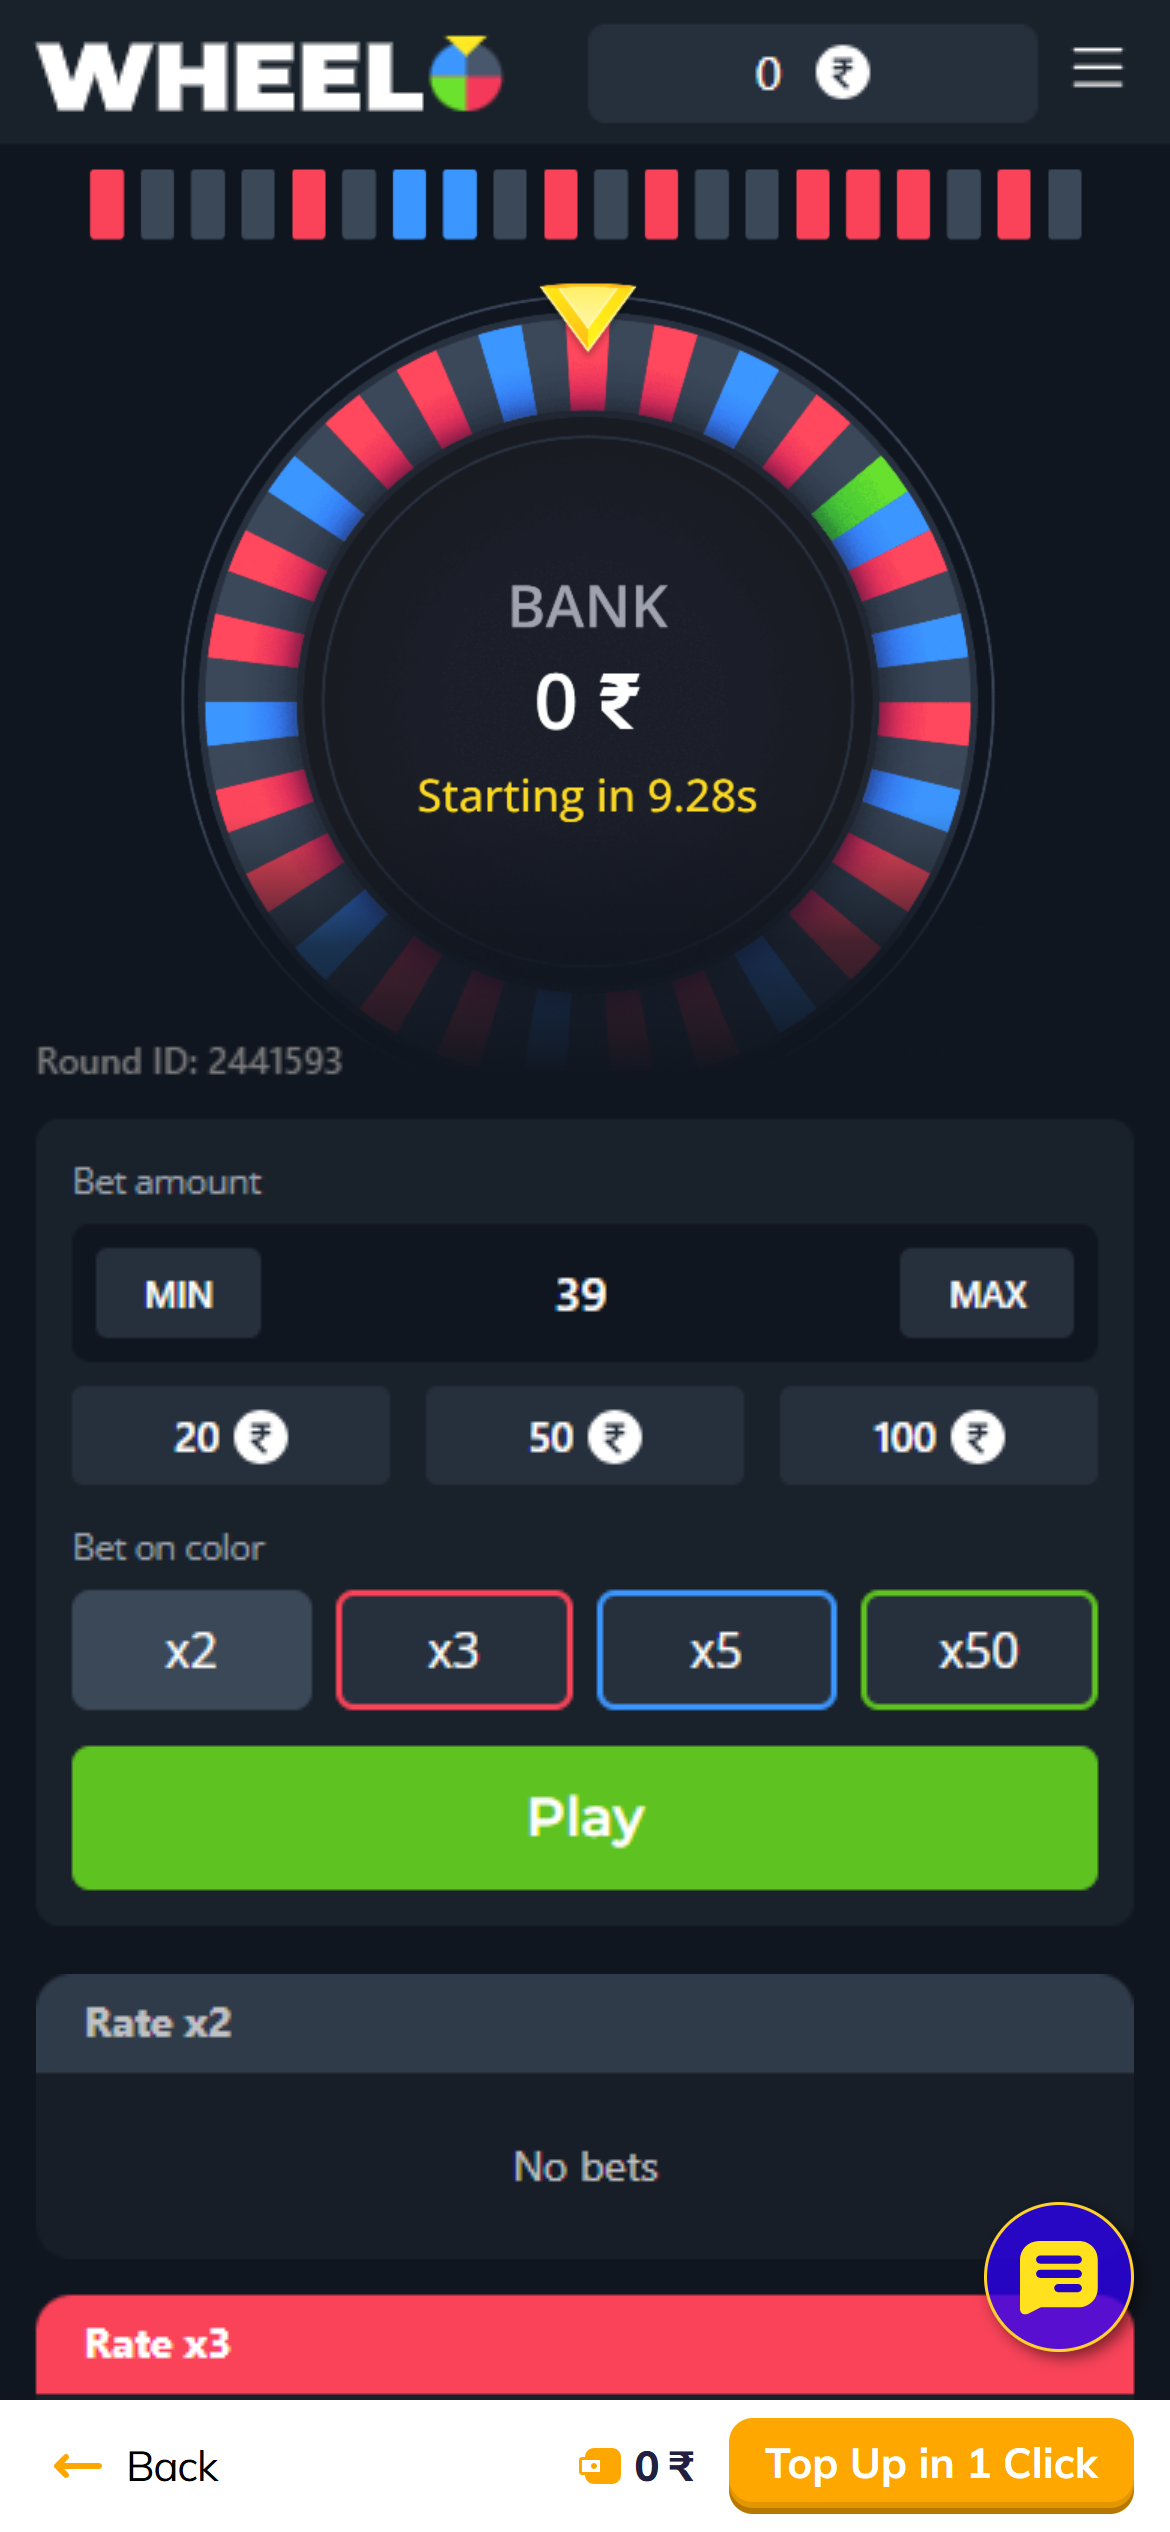 WHEEL
0 ₹
BANK
0 ₹
Starting in 9.28s
Round ID: 2441593
Bet amount
MIN 39 MAX
20 ₹ 50 ₹ 100 ₹
Bet on color
x2 x3 x5 x50
Play
Rate x2
No bets
Rate x3
Back 0 ₹ Top Up in 1 Click